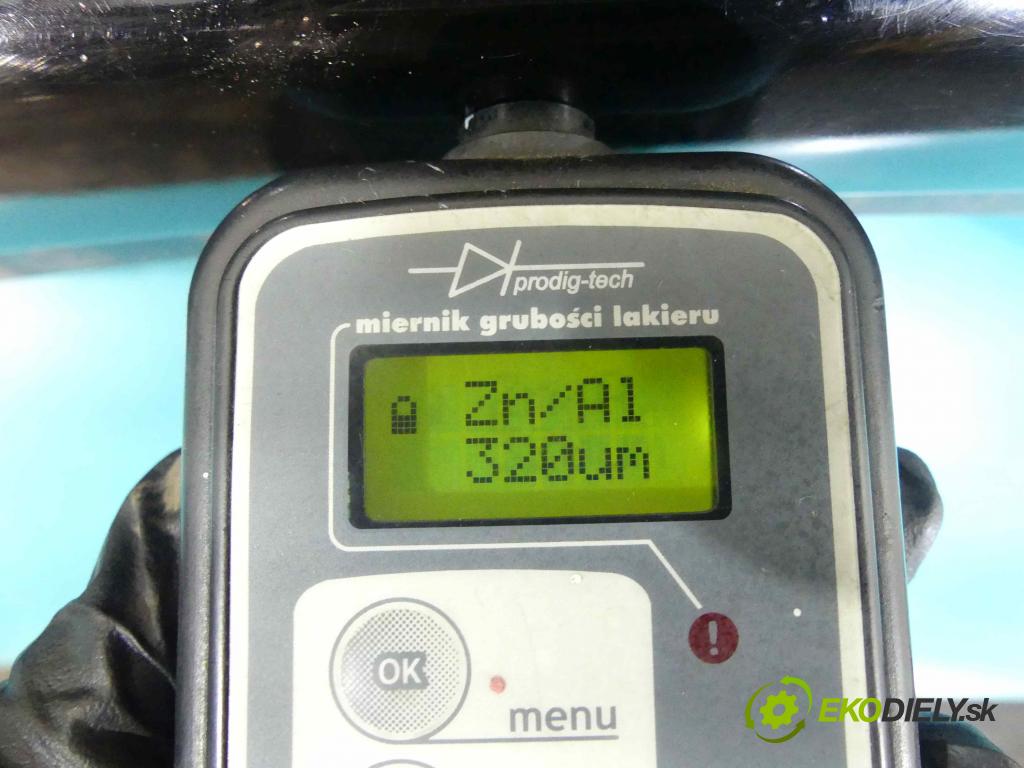 prodig-tech
miernik grubości lakieru
Zn/Al
320um
!
OK
menu
EKODIELY.sk